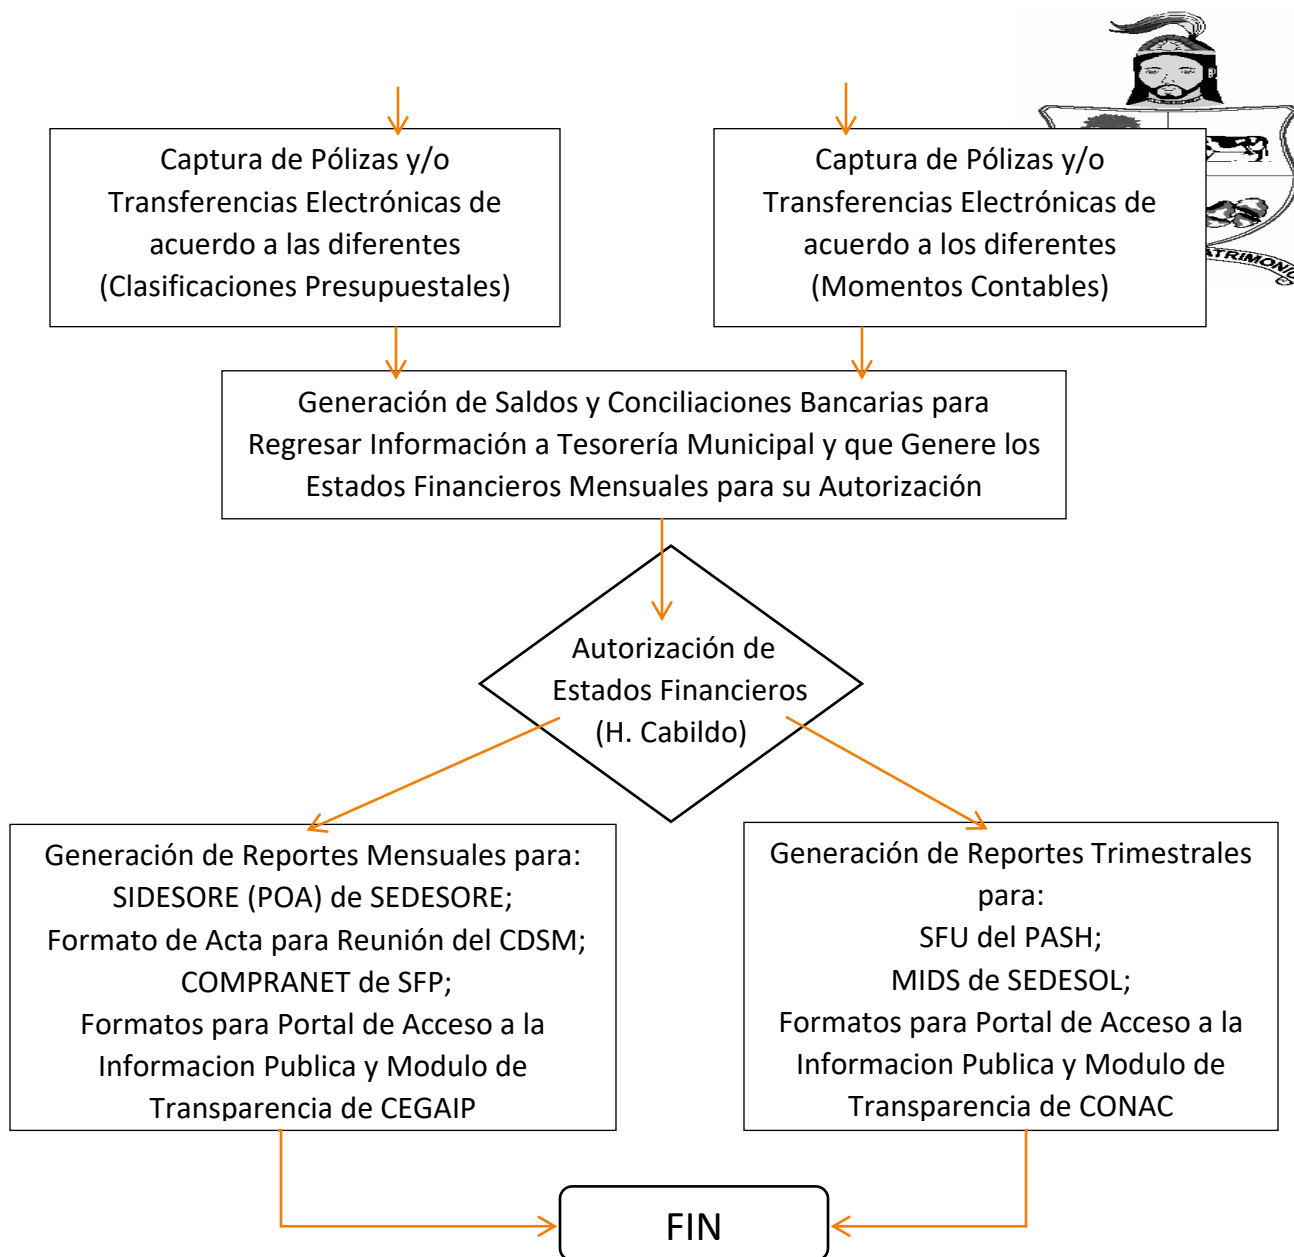 Captura de Pólizas y/o
Transferencias Electrónicas de
acuerdo a las diferentes
(Clasificaciones Presupuestales)
Captura de Pólizas y/o
Transferencias Electrónicas de
acuerdo a los diferentes
(Momentos Contables)
ATRIMONIO
Generación de Saldos y Conciliaciones Bancarias para
Regresar Información a Tesorería Municipal y que Genere los
Estados Financieros Mensuales para su Autorización
Autorización de
Estados Financieros
(H. Cabildo)
Generación de Reportes Mensuales para:
SIDESORE (POA) de SEDESORE;
Formato de Acta para Reunión del CDSM;
COMPRANET de SFP;
Formatos para Portal de Acceso a la
Informacion Publica y Modulo de
Transparencia de CEGAIP
Generación de Reportes Trimestrales
para:
SFU del PASH;
MIDS de SEDESOL;
Formatos para Portal de Acceso a la
Informacion Publica y Modulo de
Transparencia de CONAC
FIN